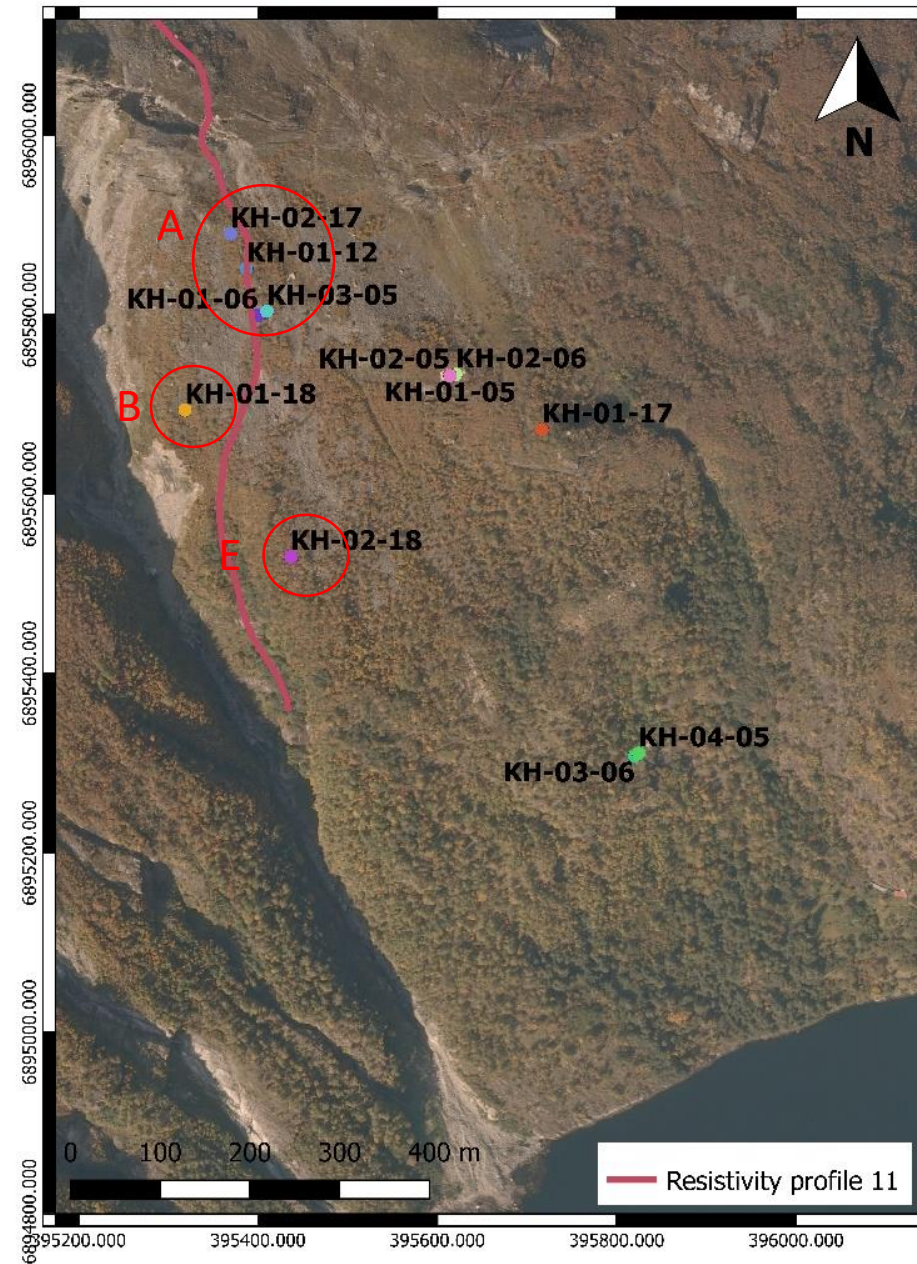 N
6896000.000
6895800.000
6895600.000
6895400.000
6895200.000
6895000.000
6894800.000
A
KH-02-17
KH-01-12
KH-01-06
KH-03-05
KH-02-05
KH-02-06
KH-01-05
B
KH-01-18
KH-01-17
E
KH-02-18
KH-04-05
KH-03-06
0 100 200 300 400 m
Resistivity profile 11
395200.000 395400.000 395600.000 395800.000 396000.000